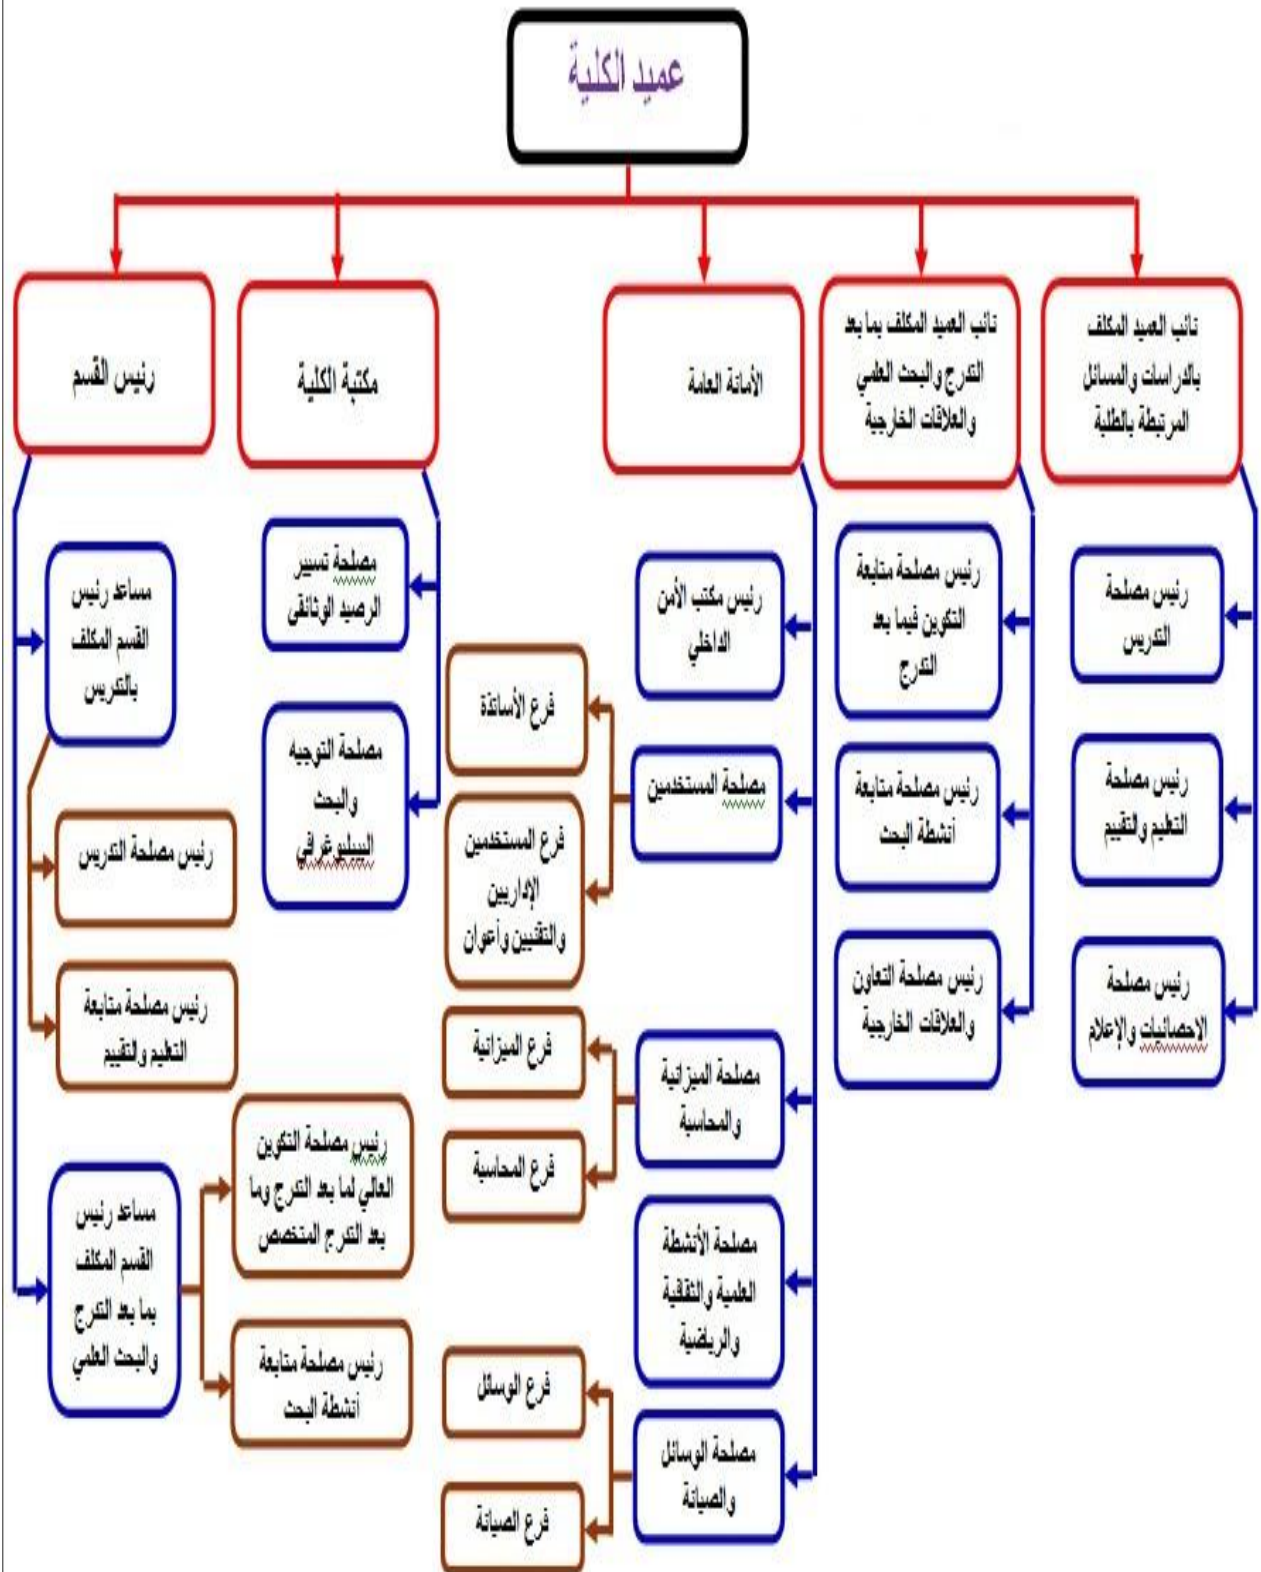 عميد الكلية
نائب العميد المكلف
بالدراسات والمسائل
المرتبطة بالطلبة
نائب العميد المكلف بما بعد
التدرج والبحث العلمي
والعلاقات الخارجية
الأمانة العامة
مكتبة الكلية
رئيس القسم
رئيس مصلحة
التدريس
رئيس مصلحة
التعليم والتقييم
رئيس مصلحة
الاحصائيات والإعلام
رئيس مصلحة متابعة
التكوين فيما بعد
التدرج
رئيس مصلحة متابعة
أنشطة البحث
رئيس مصلحة التعاون
والعلاقات الخارجية
رئيس مكتب الأمن
الداخلي
مصلحة المستخدمين
فرع الأساتذة
فرع المستخدمين
الإداريين
والتقنيين وأعوان
مصلحة الميزانية
والمحاسبة
فرع الميزانية
فرع المحاسبة
مصلحة الأنشطة
العلمية والثقافية
والرياضية
مصلحة الوسائل
والصيانة
فرع الوسائل
فرع الصيانة
مصلحة تسيير
الرصيد الوثائقي
مصلحة التوجيه
والبحث
البيبليوغرافي
مساعد رئيس
القسم المكلف
بالتدريس
رئيس مصلحة التدريس
رئيس مصلحة متابعة
التعليم والتقييم
مساعد رئيس
القسم المكلف
بما بعد التدرج
والبحث العلمي
رئيس مصلحة التكوين
العالي لما بعد التدرج وما
بعد التدرج المتخصص
رئيس مصلحة متابعة
أنشطة البحث